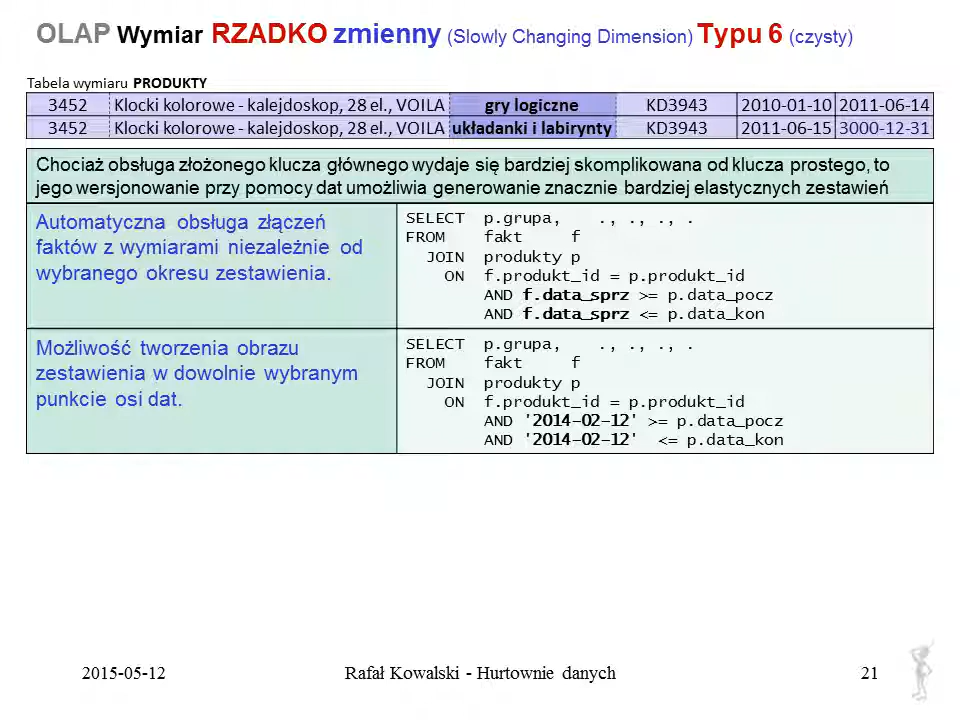 OLAP Wymiar RZADKO zmienny (Slowly Changing Dimension) Typu 6 (czysty)
Tabela wymiaru PRODUKTY
3452 Klocki kolorowe - kalejdoskop, 28 el., VOILA gry logiczne KD3943 2010-01-10 2011-06-14
3452 Klocki kolorowe - kalejdoskop, 28 el., VOILA układanki i labirynty KD3943 2011-06-15 3000-12-31
Chociaż obsługa złożonego klucza głównego wydaje się bardziej skomplikowana od klucza prostego, to
jego wersjonowanie przy pomocy dat umożliwia generowanie znacznie bardziej elastycznych zestawień
Automatyczna obsługa złączeń
faktów z wymiarami niezależnie od
wybranego okresu zestawienia.
SELECT p.grupa, ., ., ., .
FROM fakt f
JOIN produkty p
ON f.produkt_id = p.produkt_id
AND f.data_sprz >= p.data_pocz
AND f.data_sprz <= p.data_kon
Możliwość tworzenia obrazu
zestawienia w dowolnie wybranym
punkcie osi dat.
SELECT p.grupa, ., ., ., .
FROM fakt f
JOIN produkty p
ON f.produkt_id = p.produkt_id
AND '2014-02-12' >= p.data_pocz
AND '2014-02-12' <= p.data_kon
2015-05-12 Rafał Kowalski - Hurtownie danych 21